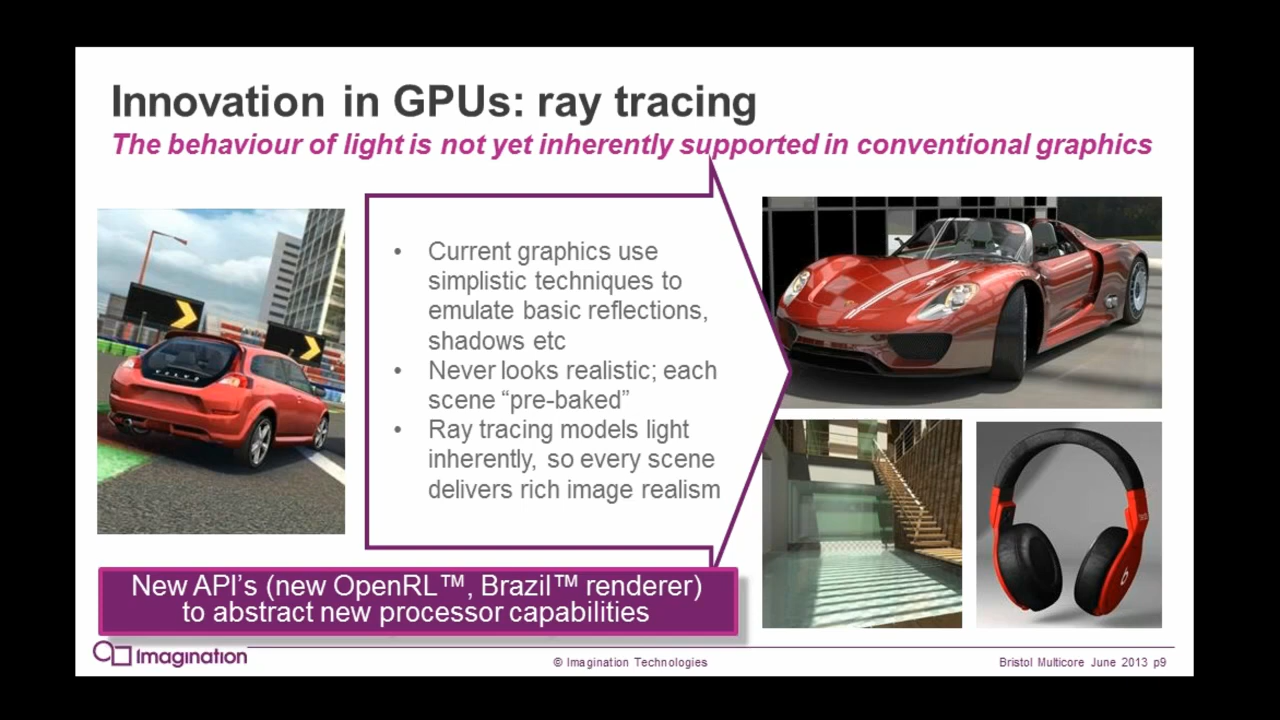 Innovation in GPUs: ray tracing
The behaviour of light is not yet inherently supported in conventional graphics
• Current graphics use
simplistic techniques to
emulate basic reflections,
shadows etc
• Never looks realistic; each
scene “pre-baked”
• Ray tracing models light
inherently, so every scene
delivers rich image realism
VOLVO
b
New API’s (new OpenRL™, Brazil™ renderer)
to abstract new processor capabilities
Imagination
© Imagination Technologies
Bristol Multicore June 2013 p9